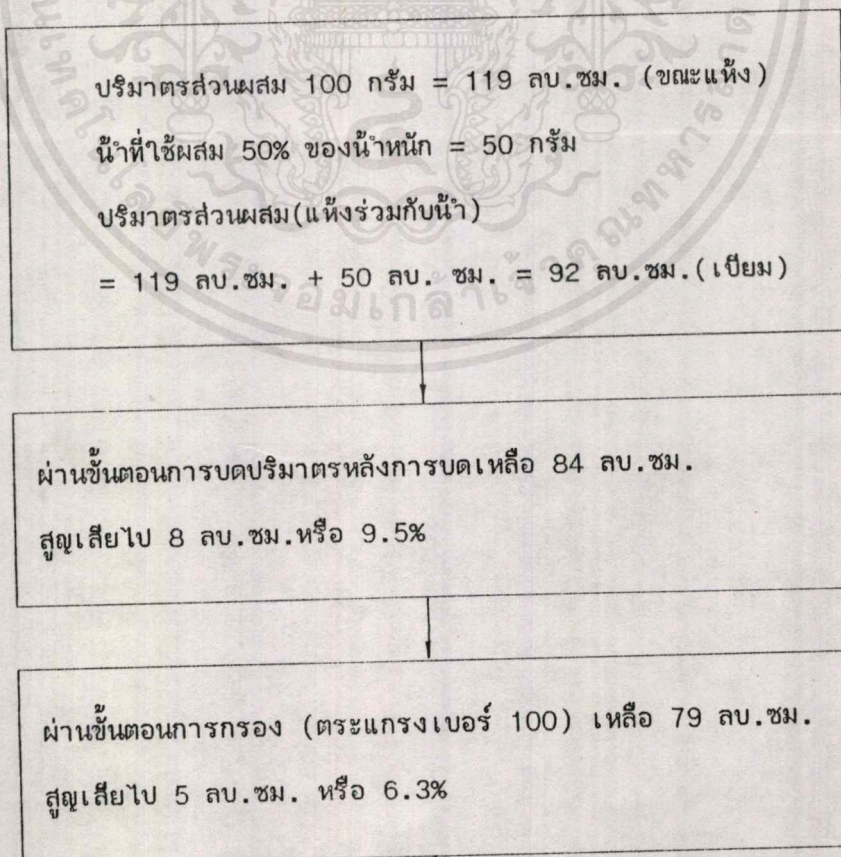 ปริมาตรส่วนผสม 100 กรัม = 119 ลบ.ซม. (ขณะแห้ง)
น้ำที่ใช้ผสม 50% ของน้ำหนัก = 50 กรัม
ปริมาตรส่วนผสม(แห้งร่วมกับน้ำ)
= 119 ลบ.ซม. + 50 ลบ. ซม. = 92 ลบ.ซม.(เปียม)
ผ่านขั้นตอนการบดปริมาตรหลังการบดเหลือ 84 ลบ.ซม.
สูญเสียไป 8 ลบ.ซม.หรือ 9.5%
ผ่านขั้นตอนการกรอง (ตระแกรงเบอร์ 100) เหลือ 79 ลบ.ซม.
สูญเสียไป 5 ลบ.ซม. หรือ 6.3%